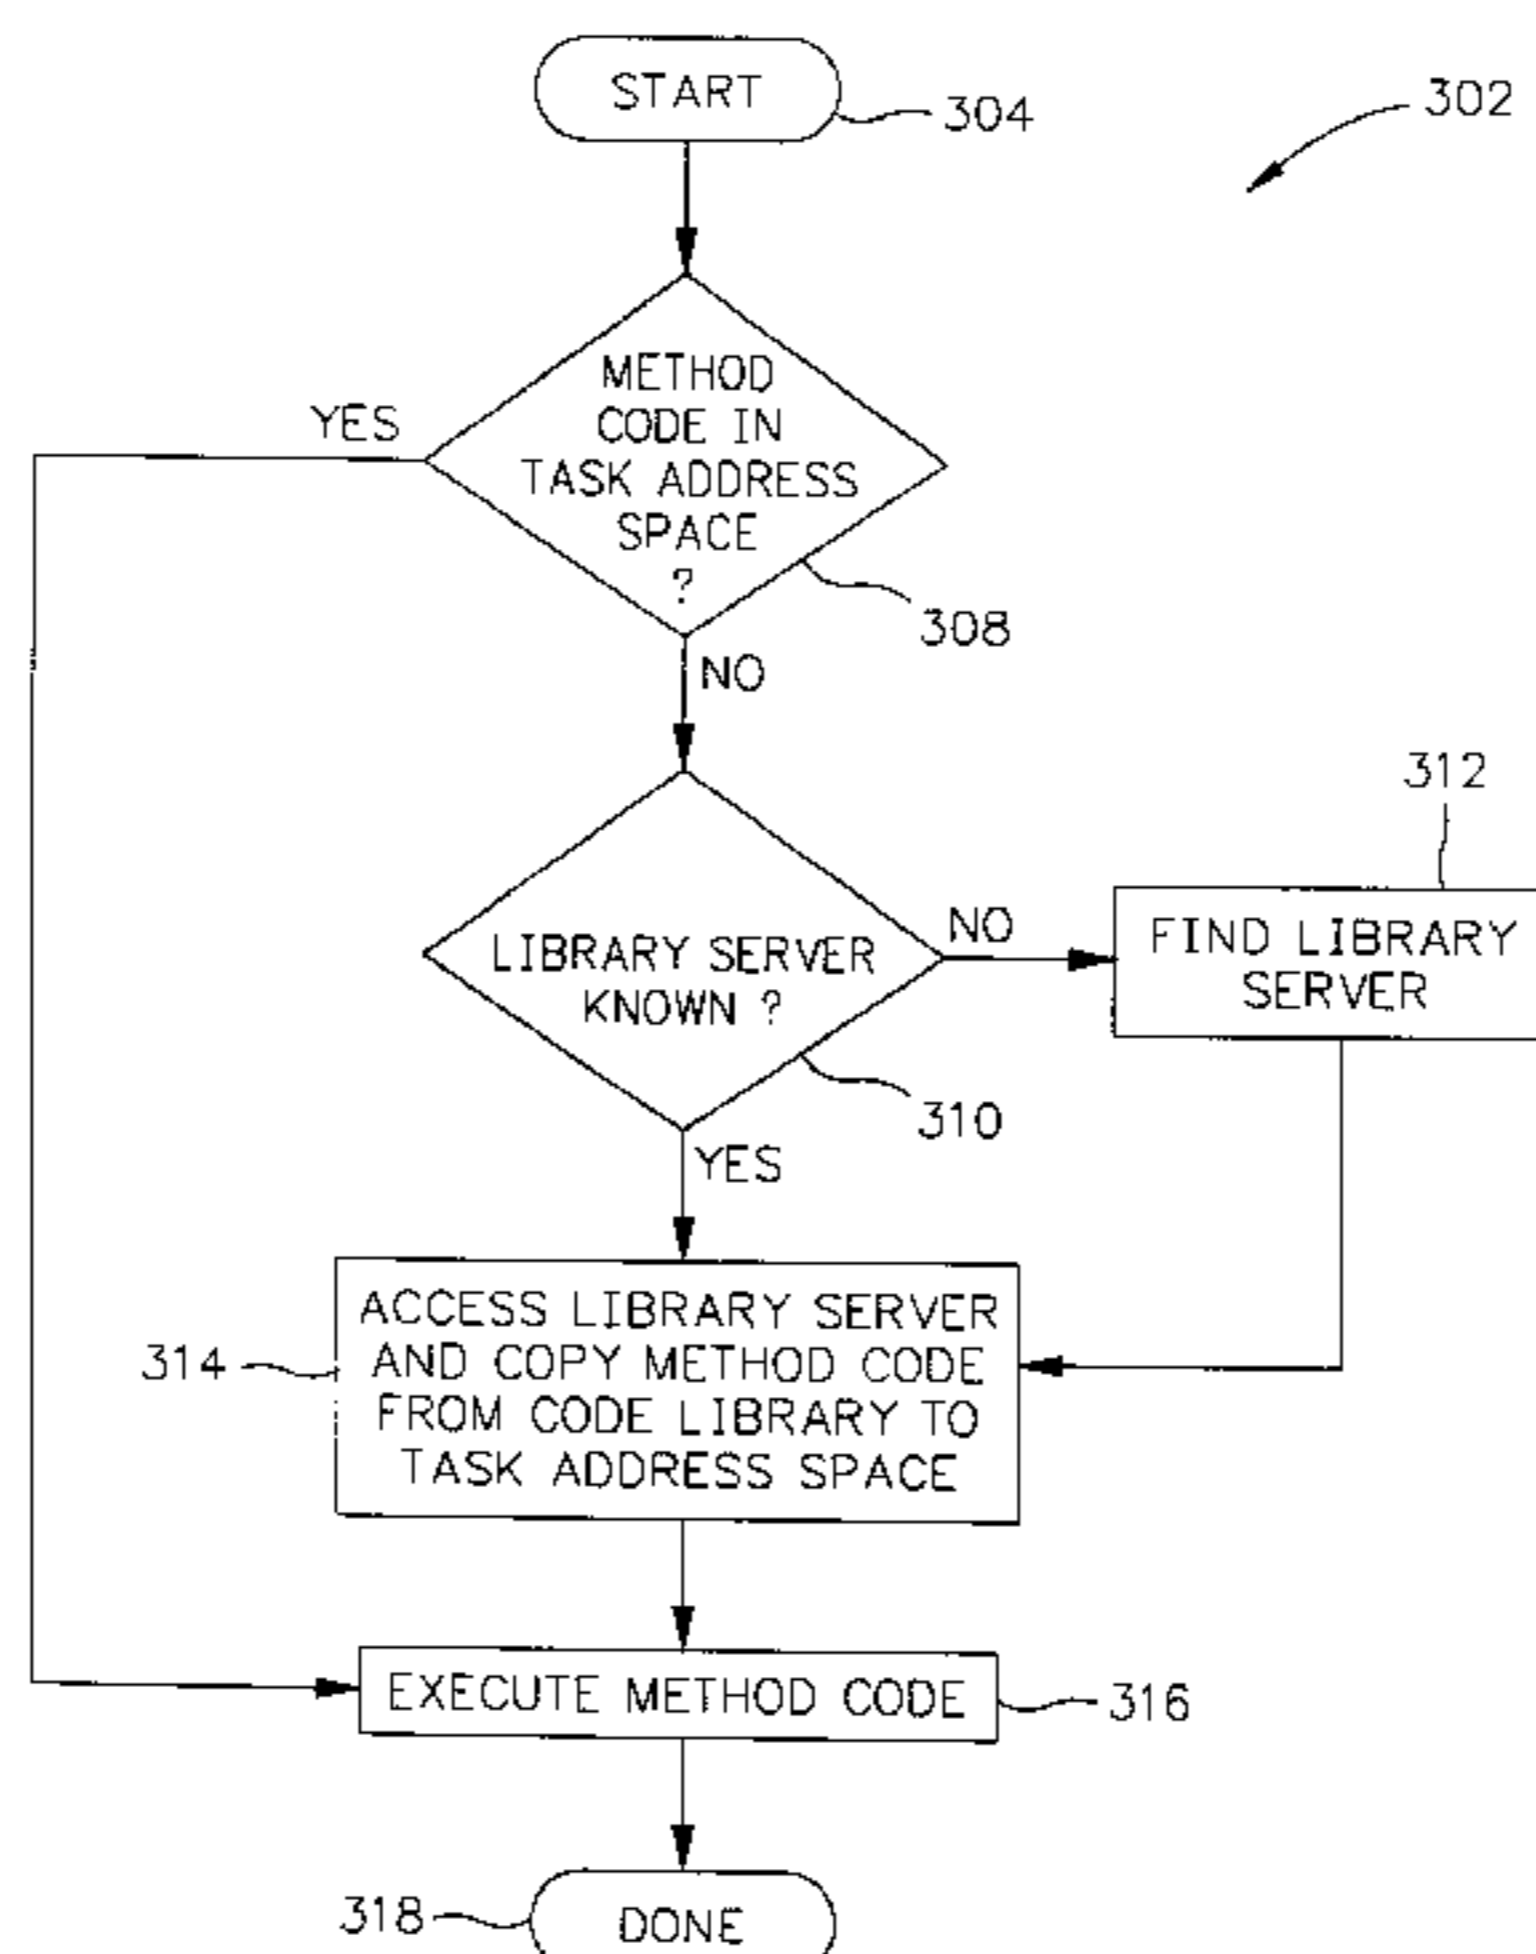 START
304
302
METHOD
CODE IN
TASK ADDRESS
SPACE
?
YES
308
NO
312
LIBRARY SERVER
KNOWN ?
NO
FIND LIBRARY
SERVER
310
YES
ACCESS LIBRARY SERVER
AND COPY METHOD CODE
FROM CODE LIBRARY TO
TASK ADDRESS SPACE
314
EXECUTE METHOD CODE
316
318
DONE